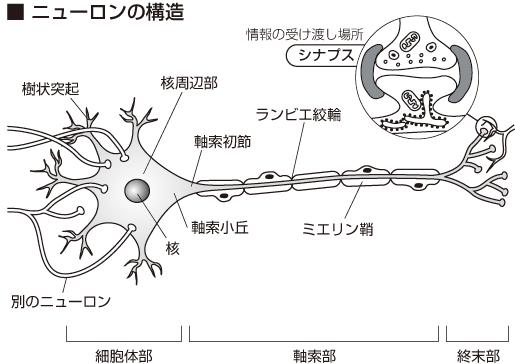 ■ ニューロンの構造
情報の受け渡し場所
シナプス
樹状突起
核周辺部
ランビエ絞輪
軸索初節
軸索小丘
ミエリン鞘
核
別のニューロン
細胞体部
軸索部
終末部